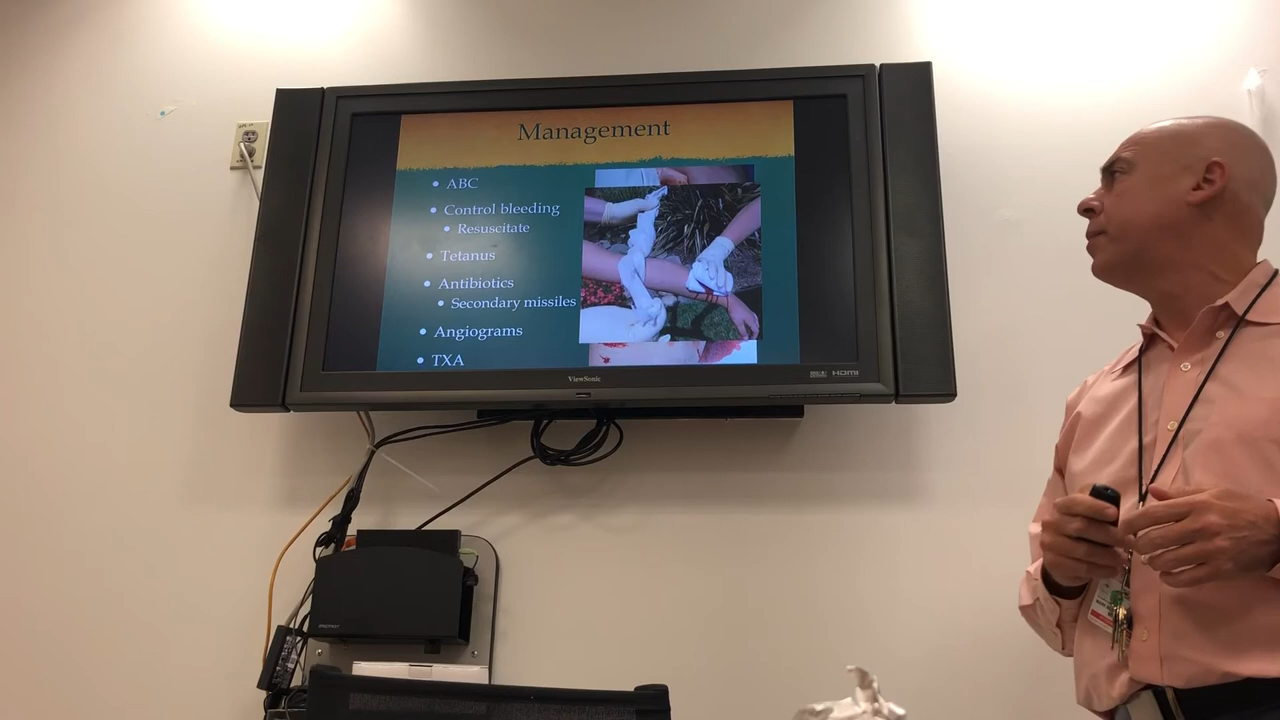 Management
ABC
Control bleeding
Resuscitate
Tetanus
Antibiotics
Secondary missiles
Angiograms
TXA
ViewSonic
HDMI